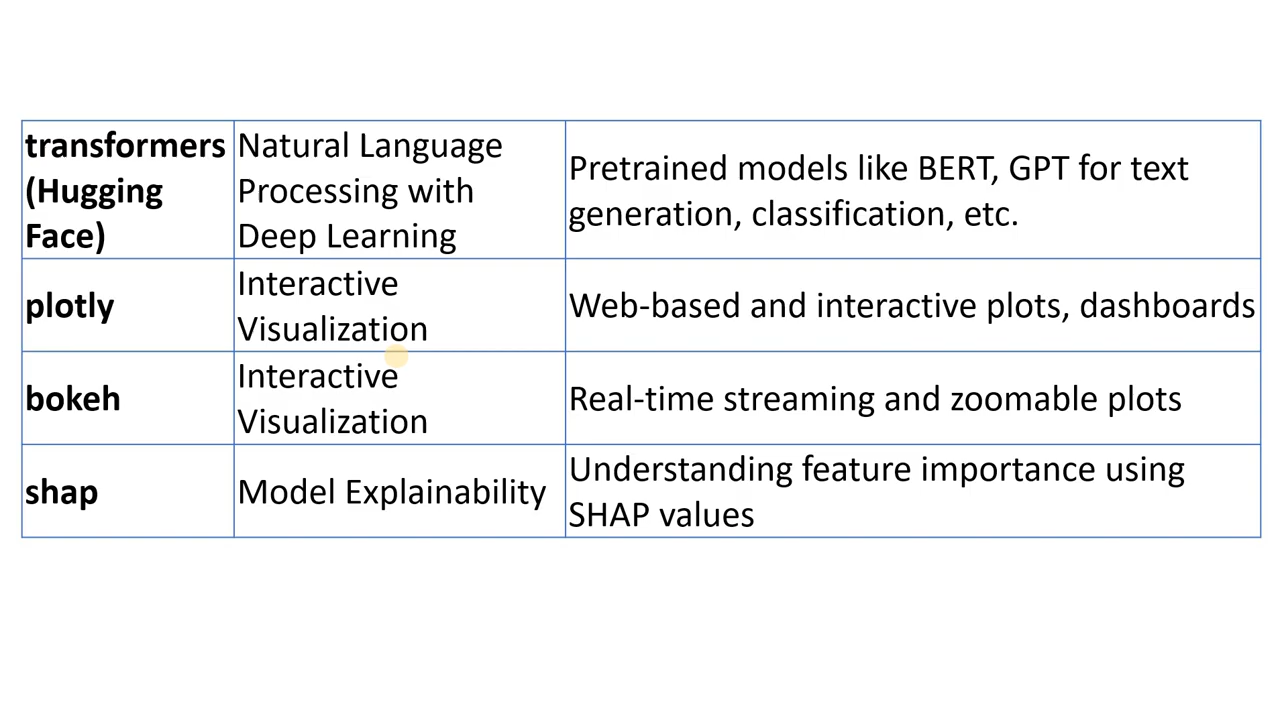 transformers
(Hugging
Face)
Natural Language
Processing with
Deep Learning
Pretrained models like BERT, GPT for text
generation, classification, etc.
plotly
Interactive
Visualization
Web-based and interactive plots, dashboards
bokeh
Interactive
Visualization
Real-time streaming and zoomable plots
shap
Model Explainability
Understanding feature importance using
SHAP values